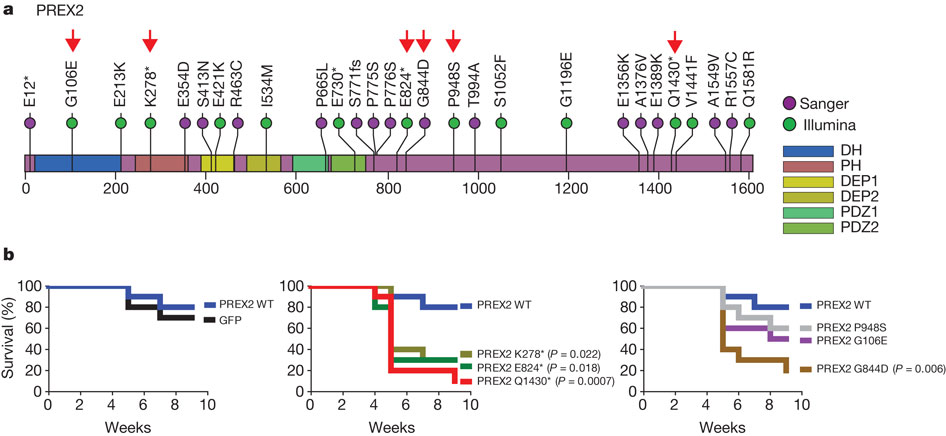 a
PREX2
E12*
G106E
E213K
K278*
E354D
S413N
E421K
R463C
I534M
P665L
E730*
S771fs
P775S
P776S
E824*
G844D
P948S
T994A
S1052F
G1196E
E1356K
A1376V
E1389K
Q1430*
V1441F
A1549V
R1557C
Q1581R
Sanger
Illumina
0 200 400 600 800 1000 1200 1400 1600
DH
PH
DEP1
DEP2
PDZ1
PDZ2
b
Survival (%)
100
80
60
40
20
0
0 2 4 6 8 10
Weeks
PREX2 WT
GFP
100
80
60
40
20
0
0 2 4 6 8 10
Weeks
PREX2 WT
PREX2 K278* (P = 0.022)
PREX2 E824* (P = 0.018)
PREX2 Q1430* (P = 0.0007)
100
80
60
40
20
0
0 2 4 6 8 10
Weeks
PREX2 WT
PREX2 P948S
PREX2 G106E
PREX2 G844D (P = 0.006)